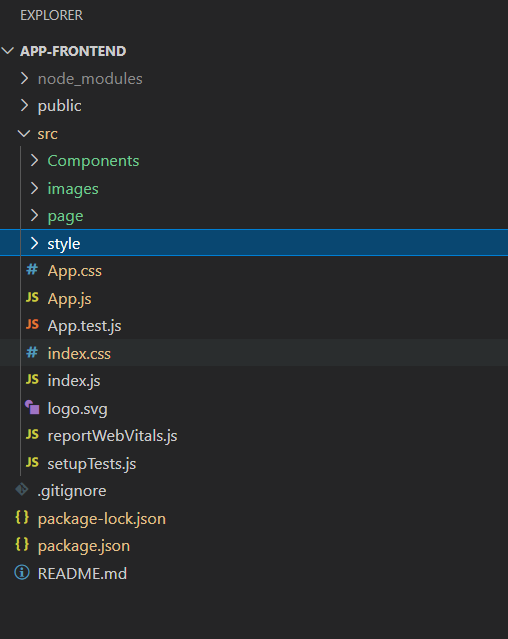 EXPLORER
APP-FRONTEND
node_modules
public
src
Components
images
page
style
# App.css
JS App.js
JS App.test.js
# index.css
JS index.js
logo.svg
JS reportWebVitals.js
JS setupTests.js
.gitignore
{} package-lock.json
{} package.json
README.md